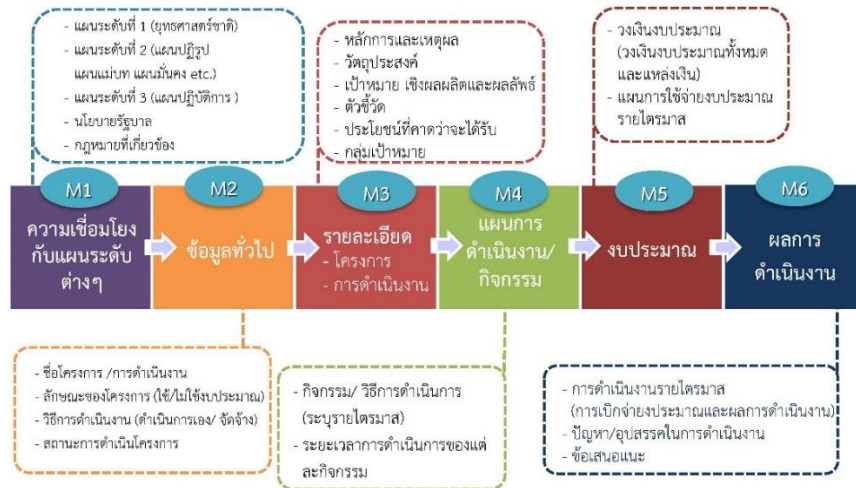 - แผนระดับที่ 1 (ยุทธศาสตร์ชาติ)
- แผนระดับที่ 2 (แผนปฏิรูป
แผนแม่บท แผนมั่นคง etc.)
- แผนระดับที่ 3 (แผนปฏิบัติการ )
- นโยบายรัฐบาล
- กฎหมายที่เกี่ยวข้อง
- หลักการและเหตุผล
- วัตถุประสงค์
- เป้าหมาย เชิงผลผลิตและผลลัพธ์
- ตัวชี้วัด
- ประโยชน์ที่คาดว่าจะได้รับ
- กลุ่มเป้าหมาย
- วงเงินงบประมาณ
(วงเงินงบประมาณทั้งหมด
และแหล่งเงิน)
- แผนการใช้จ่ายงบประมาณ
รายไตรมาส
M1
ความเชื่อมโยง
กับแผนระดับ
ต่างๆ
M2
ข้อมูลทั่วไป
M3
รายละเอียด
- โครงการ
- การดำเนินงาน
M4
แผนการ
ดำเนินงาน/
กิจกรรม
M5
งบประมาณ
M6
ผลการ
ดำเนินงาน
- ชื่อโครงการ /การดำเนินงาน
- ลักษณะของโครงการ (ใช้/ไม่ใช้งบประมาณ)
- วิธีการดำเนินงาน (ดำเนินการเอง/ จัดจ้าง)
- สถานะการดำเนินโครงการ
- กิจกรรม/ วิธีการดำเนินการ
(ระบุรายไตรมาส)
- ระยะเวลาการดำเนินการของแต่
ละกิจกรรม
- การดำเนินงานรายไตรมาส
(การเบิกจ่ายงบประมาณและผลการดำเนินงาน)
- ปัญหา/อุปสรรคในการดำเนินงาน
- ข้อเสนอแนะ